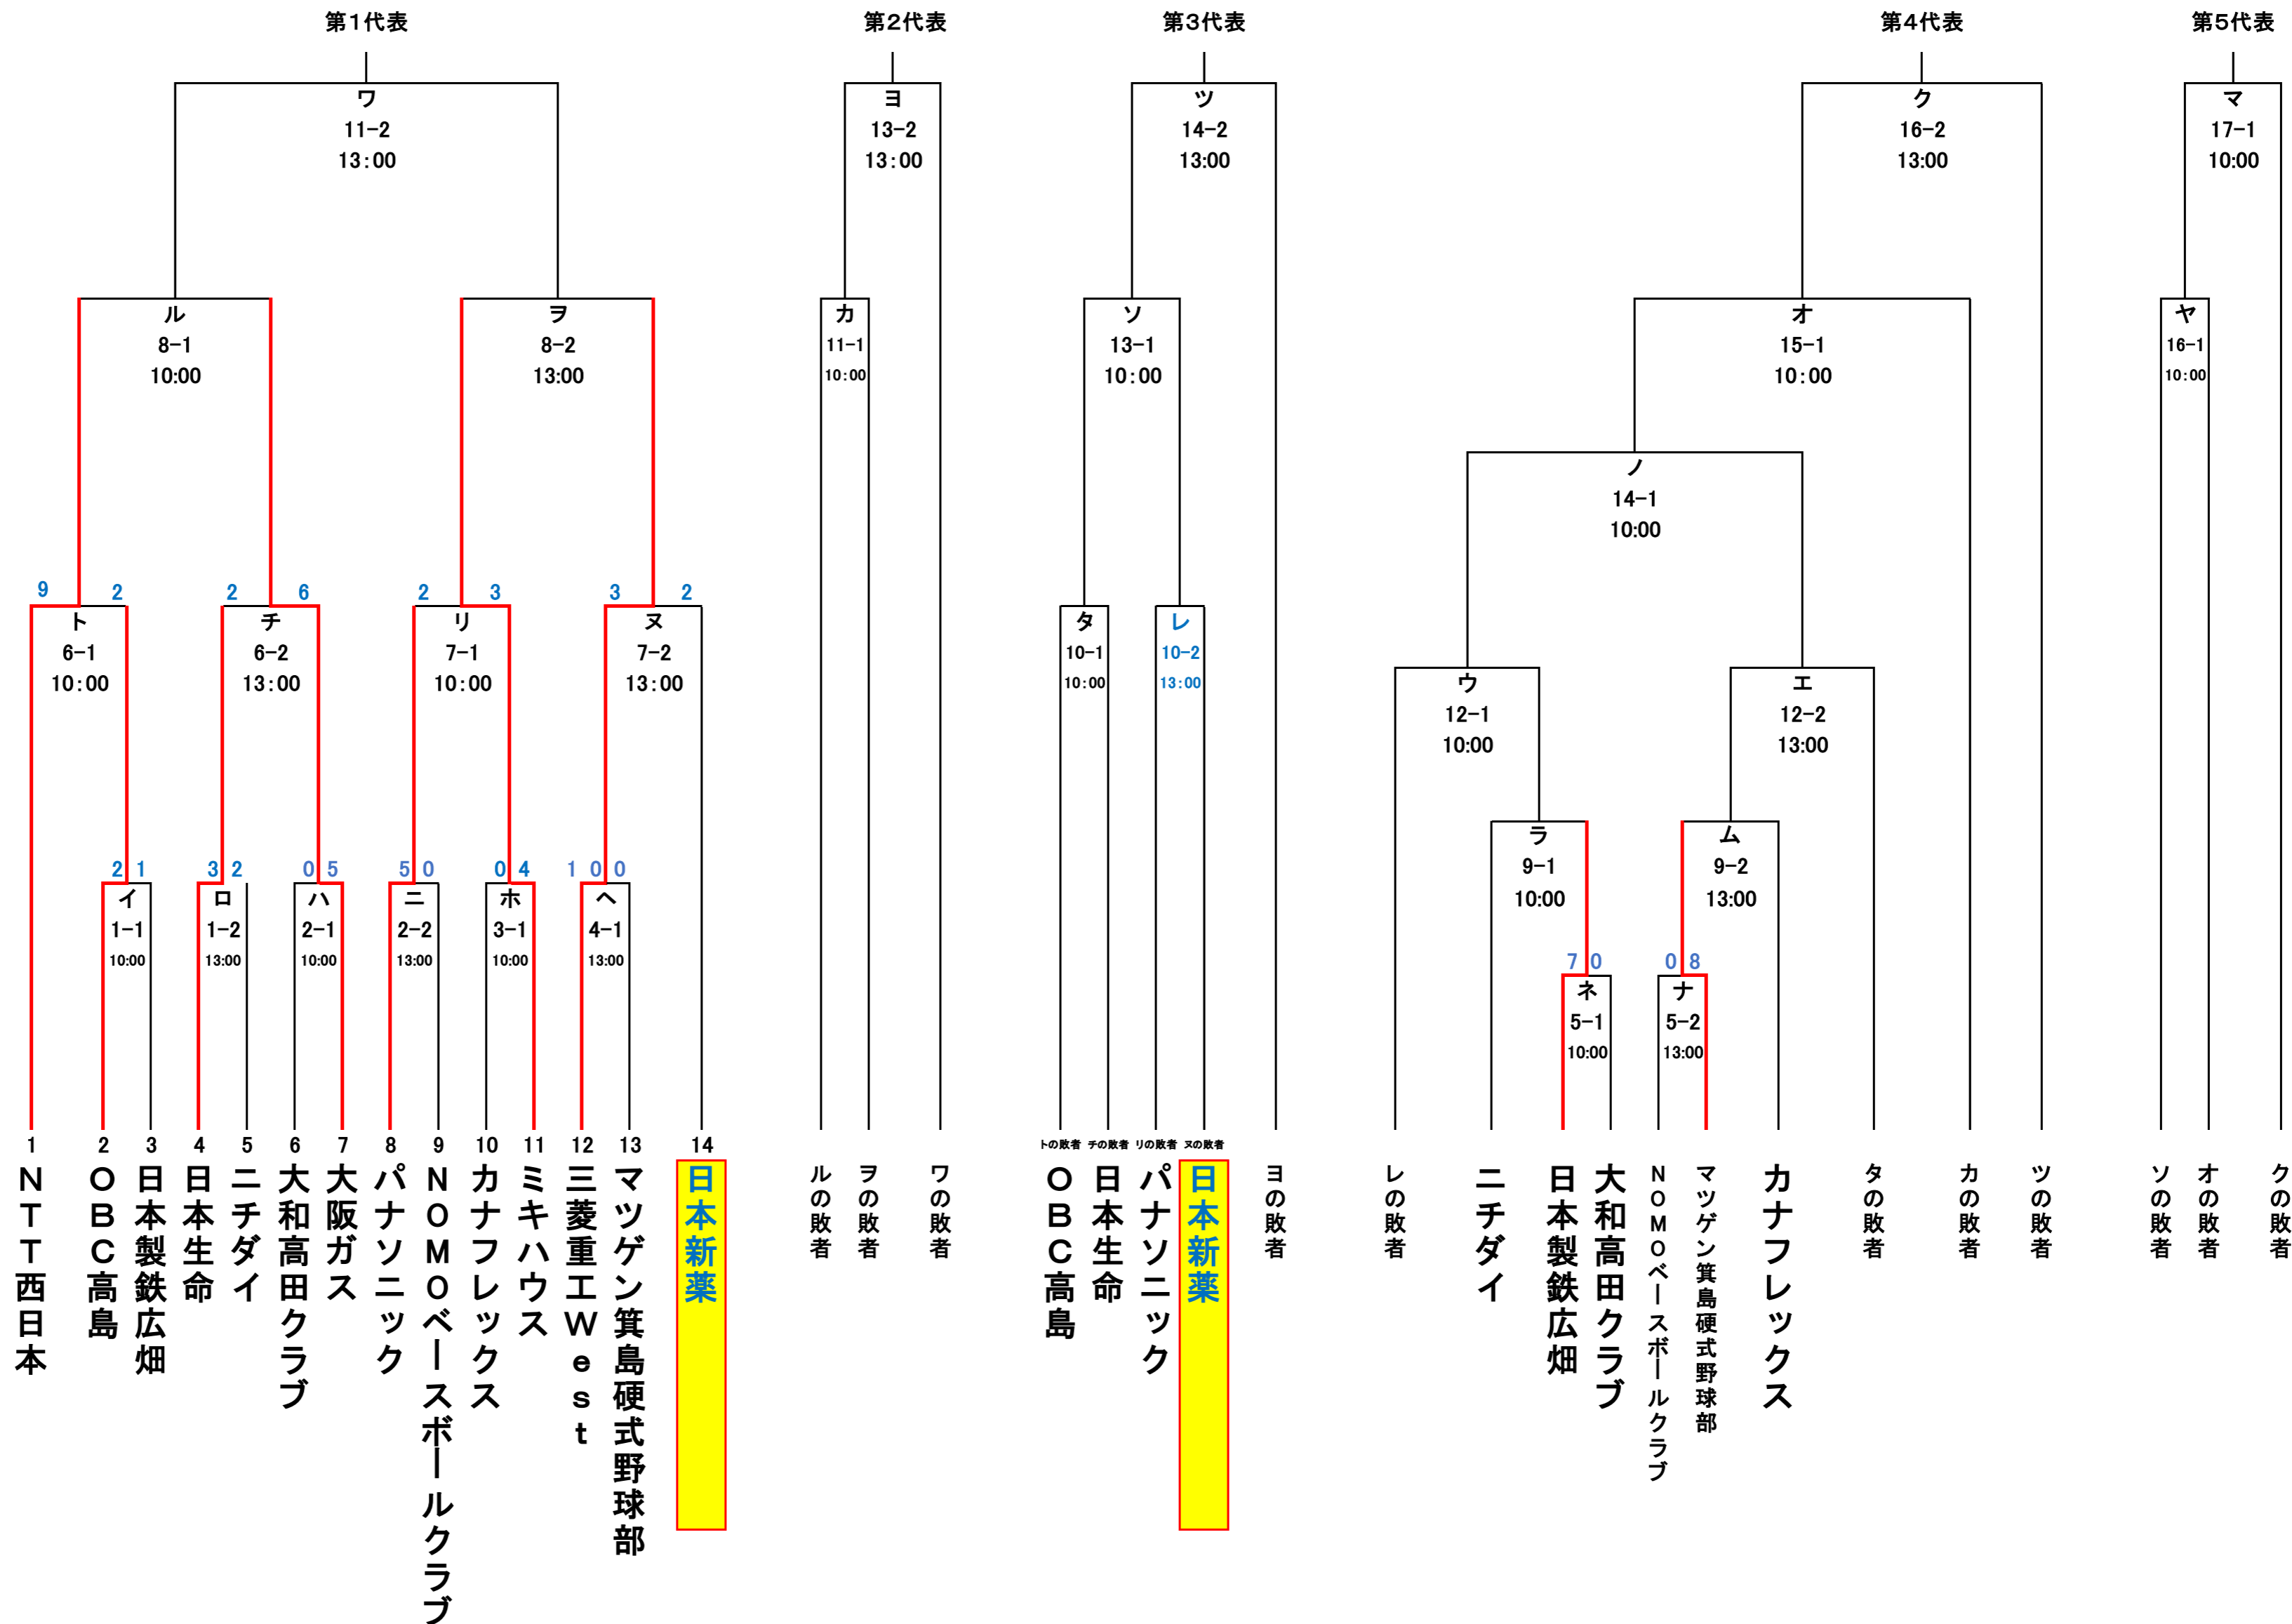 第1代表
第2代表
第3代表
第4代表
第5代表
ワ
11-2
13:00
ヨ
13-2
13:00
ツ
14-2
13:00
ク
16-2
13:00
マ
17-1
10:00
ル
8-1
10:00
ヲ
8-2
13:00
カ
11-1
10:00
ソ
13-1
10:00
オ
15-1
10:00
ヤ
16-1
10:00
ノ
14-1
10:00
9 2
ト
6-1
10:00
2 6
チ
6-2
13:00
2 3
リ
7-1
10:00
3 2
ヌ
7-2
13:00
タ
10-1
10:00
レ
10-2
13:00
ウ
12-1
10:00
エ
12-2
13:00
ラ
9-1
10:00
ム
9-2
13:00
2 1
イ
1-1
10:00
3 2
ロ
1-2
13:00
0 5
ハ
2-1
10:00
5 0
ニ
2-2
13:00
0 4
ホ
3-1
10:00
10 0
ヘ
4-1
13:00
7 0
ネ
5-1
10:00
0 8
ナ
5-2
13:00
1
NTT西日本
2
OBC高島
3
日本製鉄広畑
4
日本生命
5
ニチダイ
6
大和高田クラブ
7
大阪ガス
8
パナソニック
9
NOMOベースボールクラブ
10
カナフレックス
11
ミキハウス
12
三菱重工West
13
マツゲン箕島硬式野球部
14
日本新薬
ルの敗者
ヲの敗者
ワの敗者
トの敗者
OBC高島
チの敗者
日本生命
リの敗者
パナソニック
ヌの敗者
日本新薬
ヨの敗者
レの敗者
ニチダイ
日本製鉄広畑
大和高田クラブ
NOMOベースボールクラブ
マツゲン箕島硬式野球部
カナフレックス
タの敗者
カの敗者
ツの敗者
ソの敗者
オの敗者
クの敗者